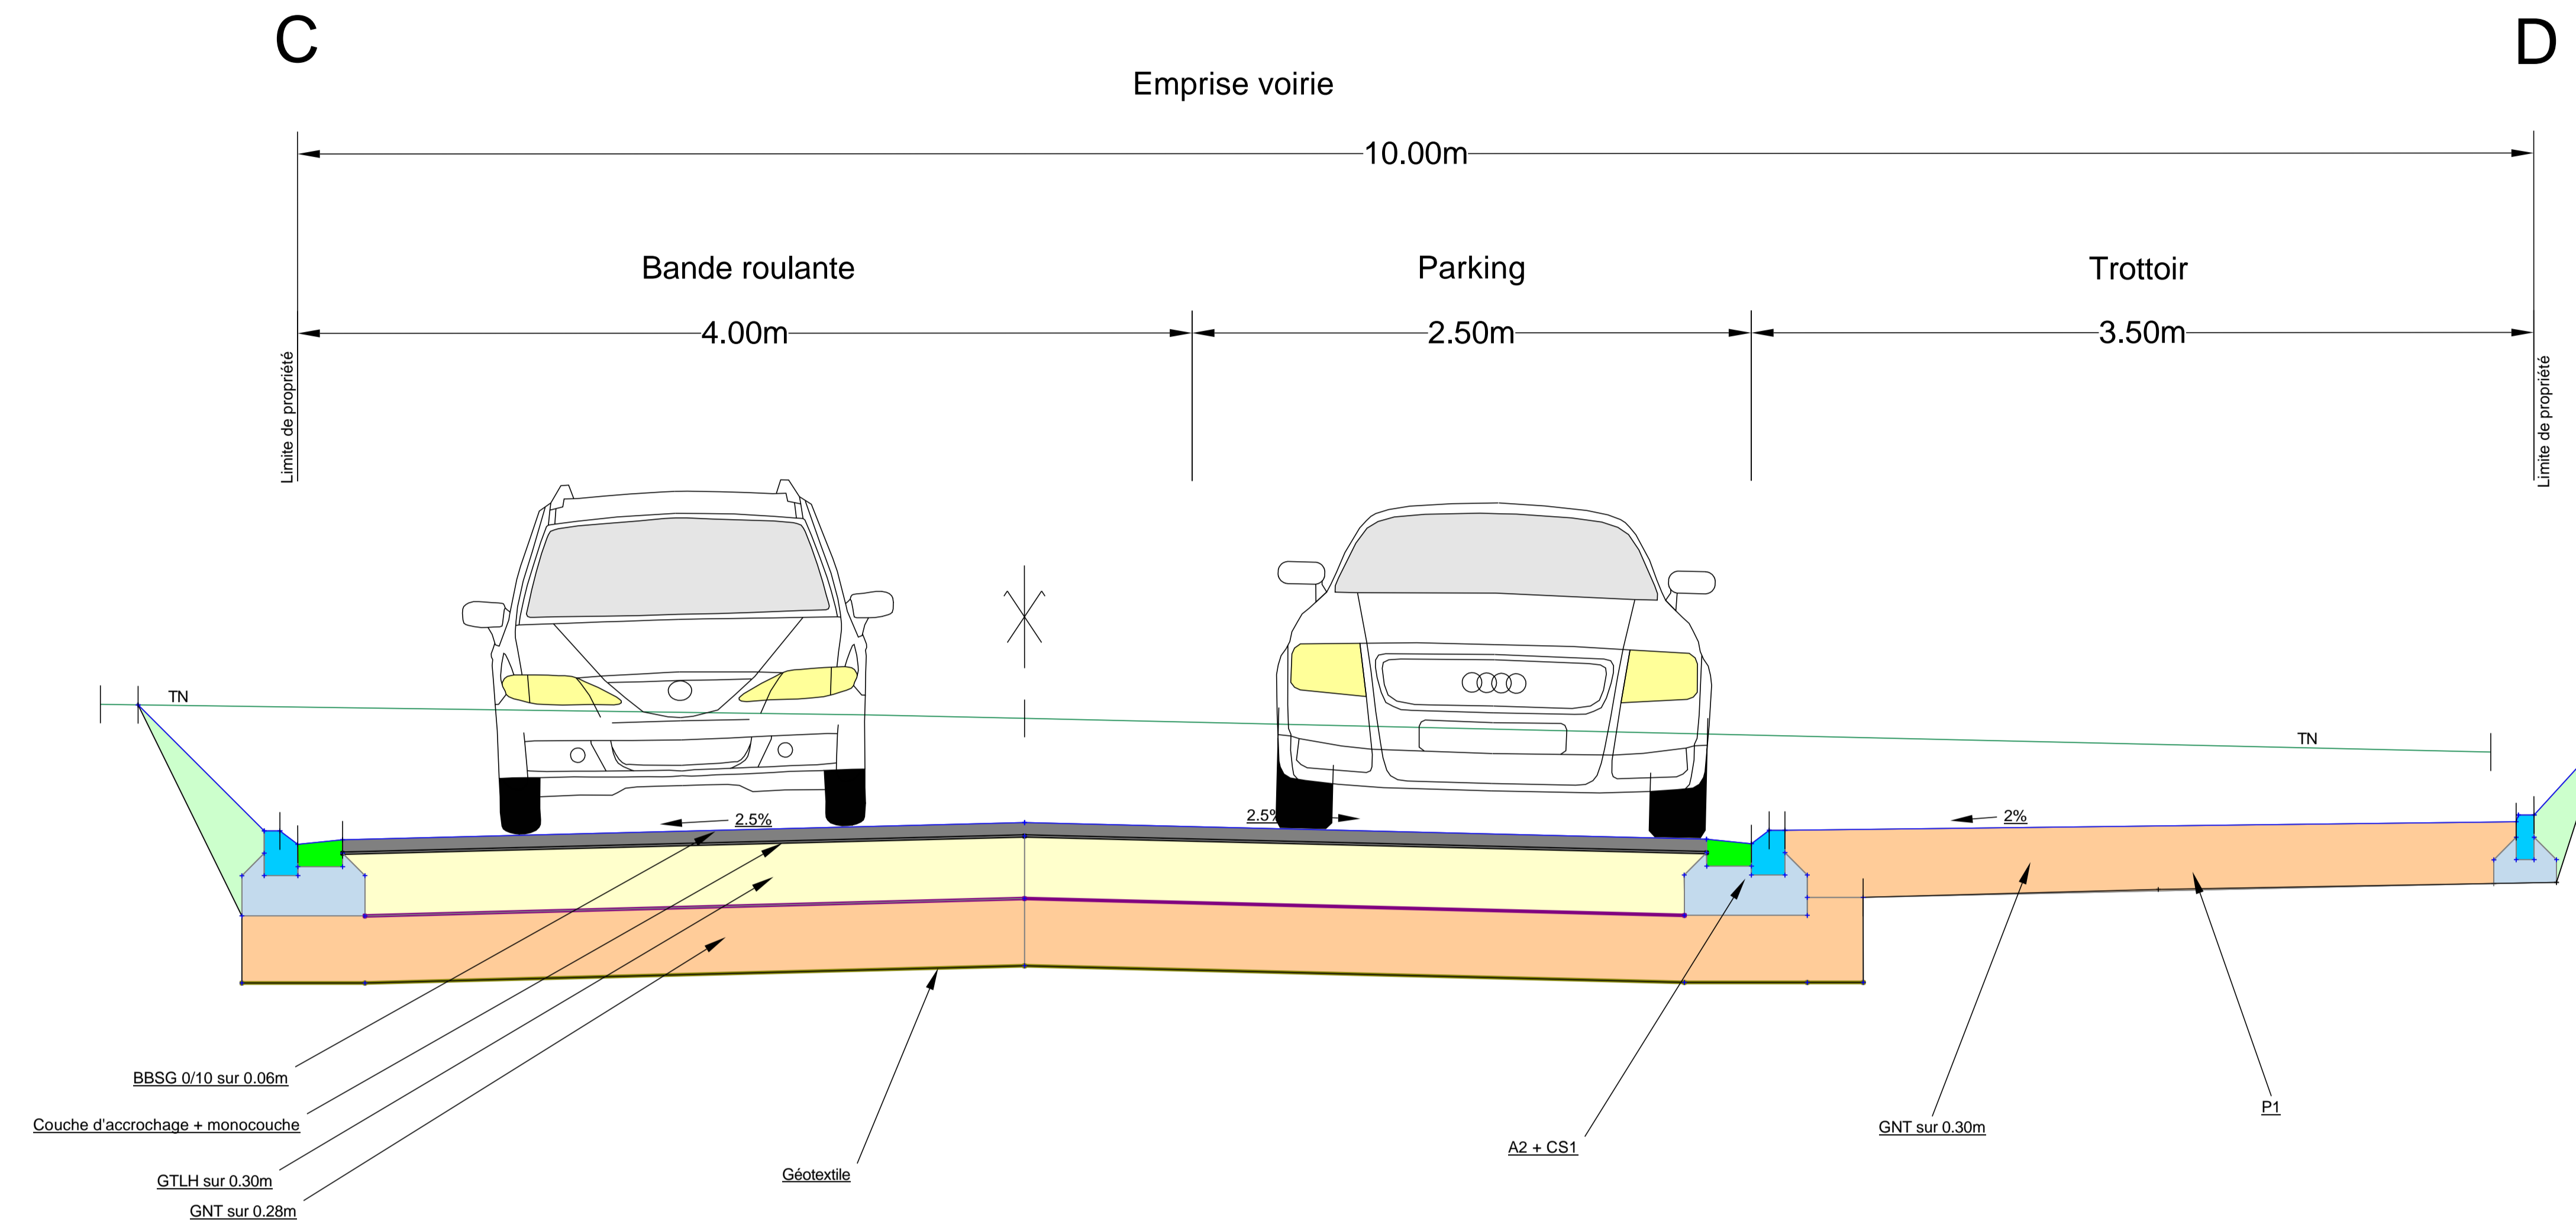 C
D
Emprise voirie
10.00m
Bande roulante
Parking
Trottoir
4.00m
2.50m
3.50m
Limite de propriété
Limite de propriété
TN
TN
2.5%
2.5%
2%
BBSG 0/10 sur 0.06m
Couche d'accrochage + monocouche
GTLH sur 0.30m
GNT sur 0.28m
Géotextile
A2 + CS1
GNT sur 0.30m
P1